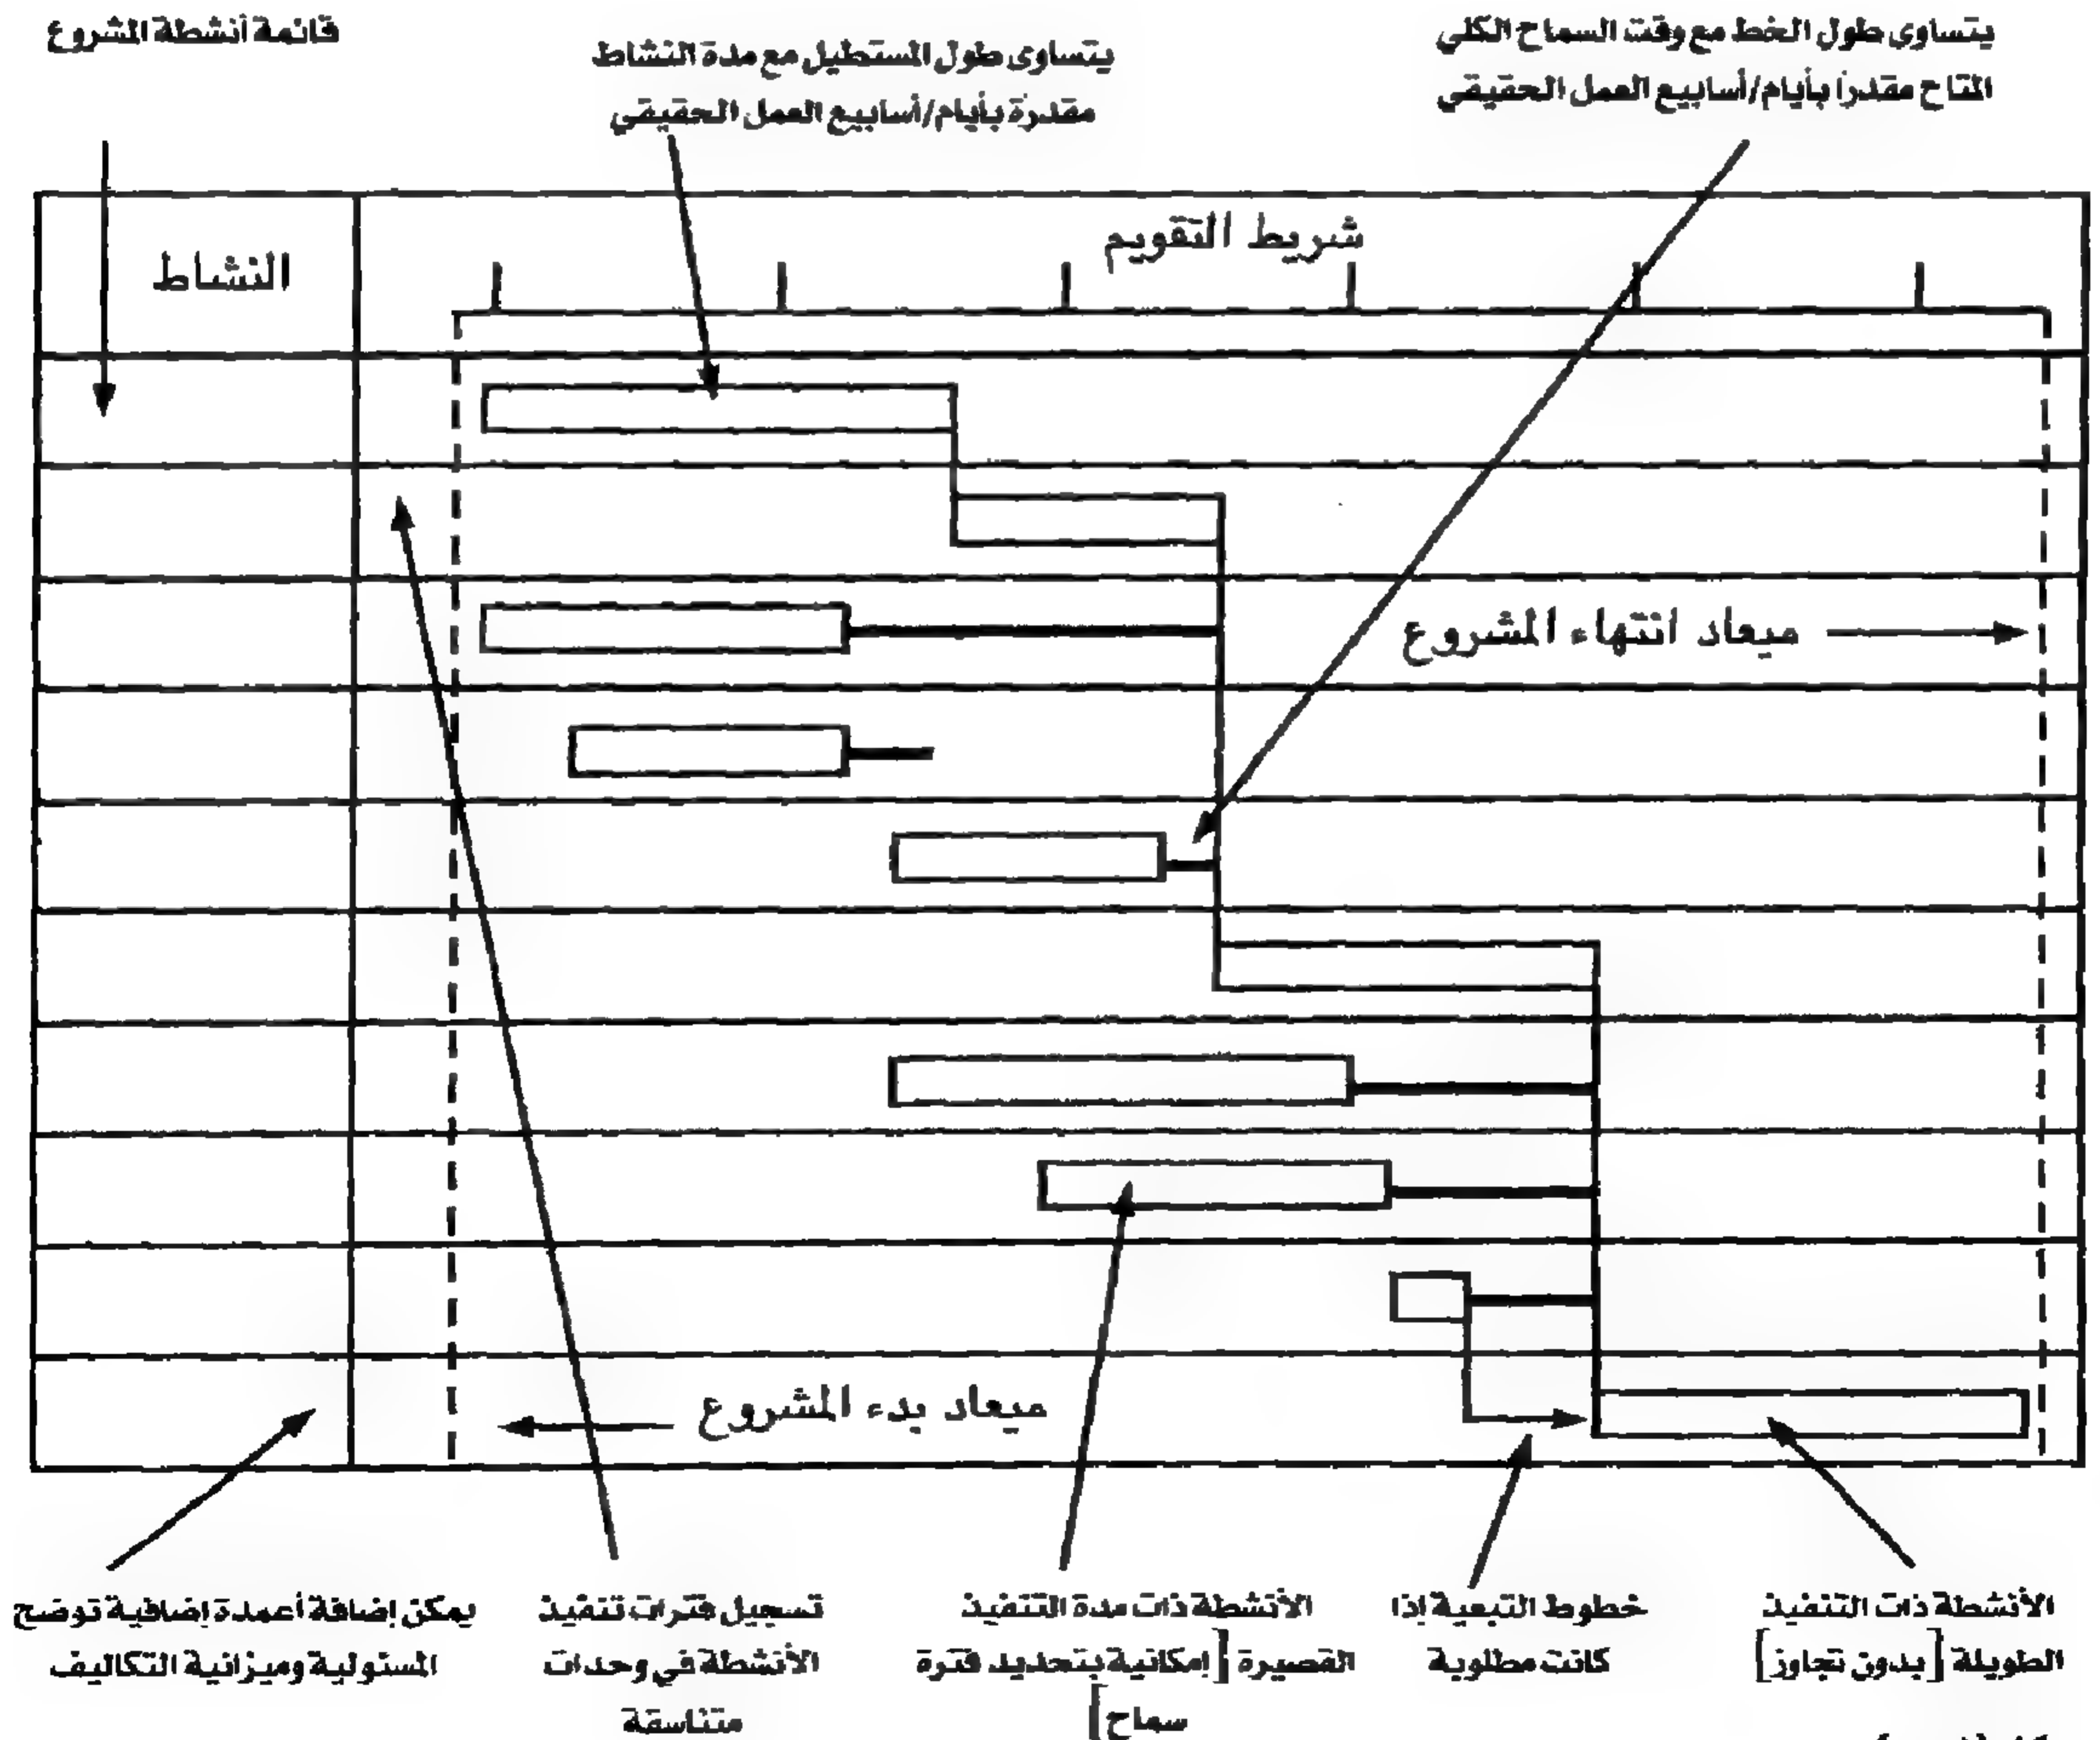 قائمة أنشطة المشروع
يتساوى طول المستطيل مع مدة النشاط
مقدرة بأيام/أسابيع العمل الحقيقي
يتساوى طول الخط مع وقت السماح الكلي
المتاح مقدراً بأيام/أسابيع العمل الحقيقي
النشاط
شريط التقويم
ميعاد انتهاء المشروع
ميعاد بدء المشروع
يمكن إضافة أعمدة إضافية توضح
المسئولية وميزانية التكاليف
تسجيل فترات تنفيذ
الأنشطة في وحدات
متناسقة
الأنشطة ذات مدة التنفيذ
القصيرة [إمكانية بتحديد فترة
سماح]
خطوط التبعية إذا
كانت مطلوبة
الأنشطة ذات التنفيذ
الطويلة [بدون تجاوز]